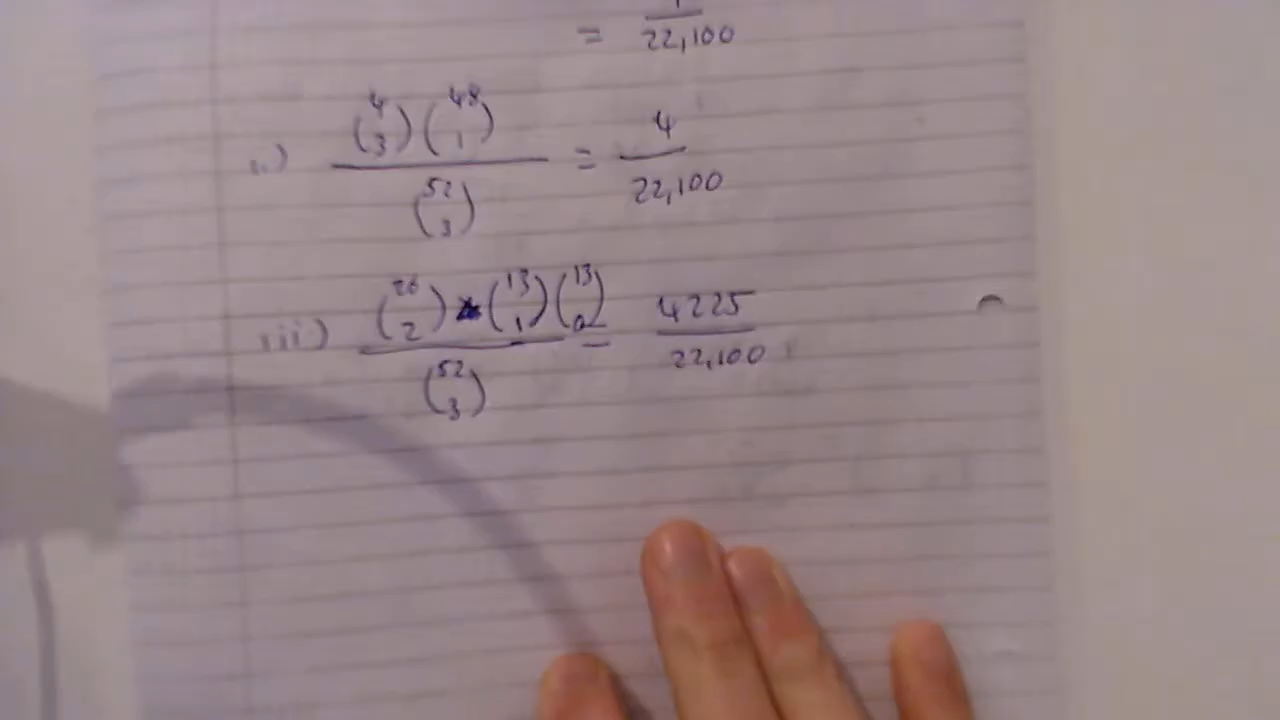 = 1/22,100
ii) (4 3)(48 1) / (52 3) = 4/22,100
iii) (26 2)(13 1)(13 0) / (52 3) = 4225/22,100